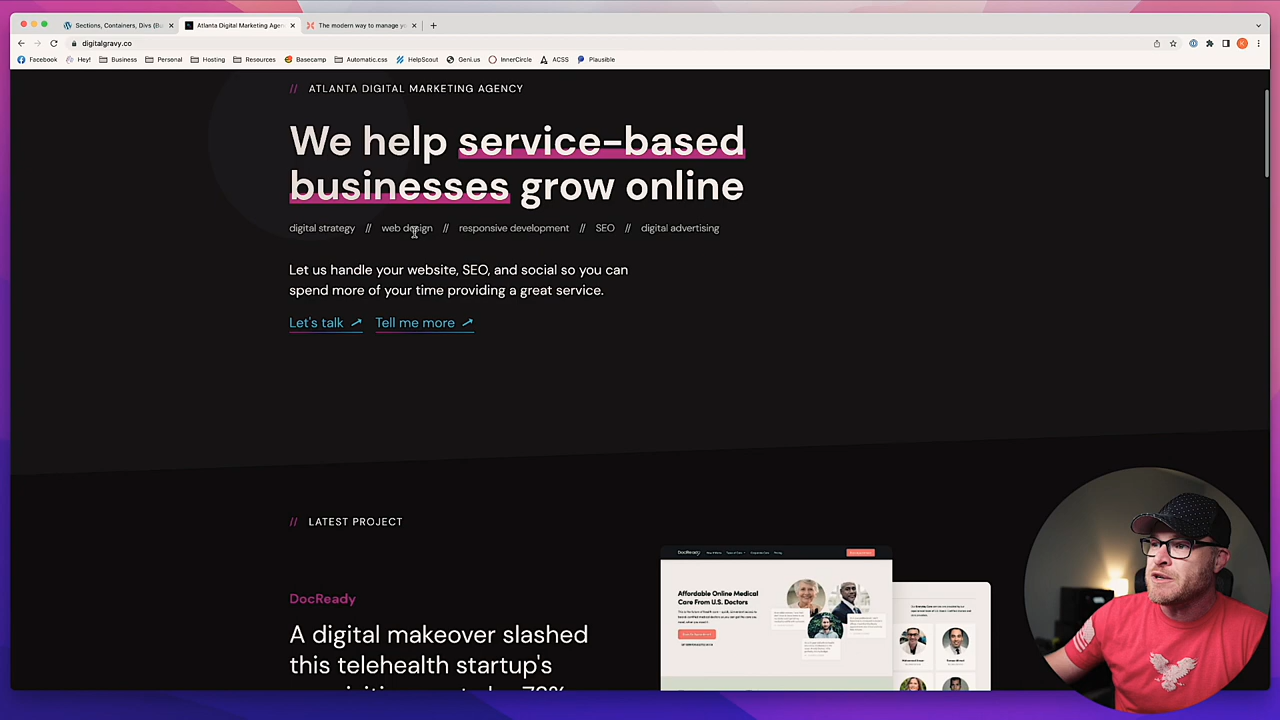 Sections, Containers, Divs (Bu
Atlanta Digital Marketing Agen
The modern way to manage yo
digitalgravy.co
Facebook
Hey!
Business
Personal
Hosting
Resources
Basecamp
Automatic.css
HelpScout
Geni.us
InnerCircle
ACSS
Plausible
// ATLANTA DIGITAL MARKETING AGENCY
We help service-based
businesses grow online
digital strategy // web design // responsive development // SEO // digital advertising
Let us handle your website, SEO, and social so you can
spend more of your time providing a great service.
Let's talk
Tell me more
// LATEST PROJECT
DocReady
A digital makeover slashed
this telehealth startup's
DocReady
Affordable Online Medical
Care From U.S. Doctors